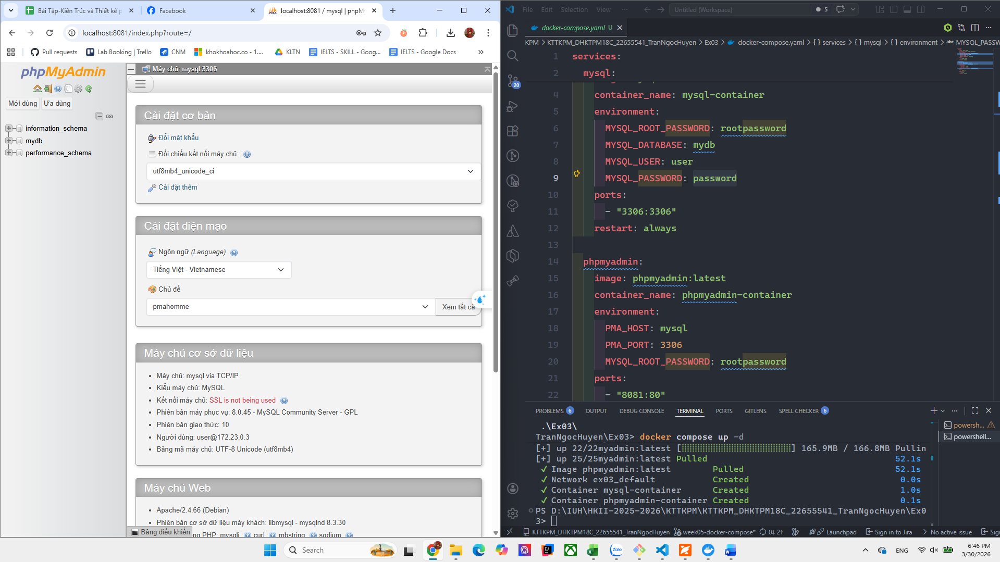 Bài Tập-Kiến Trúc và Thiết kế p
Facebook
localhost:8081 / mysql | phpMy
localhost:8081/index.php?route=/
Pull requests
Lab Booking | Trello
CNM
khokhoahoc.co - 1....
KLTN
IELTS - SKILL - Goog...
IELTS - Google Docs
phpMyAdmin
Mới dùng
Ưa dùng
information_schema
mydb
performance_schema
Máy chủ: mysql:3306
Cài đặt cơ bản
Đổi mật khẩu
Đối chiếu kết nối máy chủ:
utf8mb4_unicode_ci
Cài đặt thêm
Cài đặt diện mạo
Ngôn ngữ (Language)
Tiếng Việt - Vietnamese
Chủ đề
pmahomme
Xem tất cả
Máy chủ cơ sở dữ liệu
Máy chủ: mysql via TCP/IP
Kiểu máy chủ: MySQL
Kết nối máy chủ: SSL is not being used
Phiên bản máy phục vụ: 8.0.45 - MySQL Community Server - GPL
Phiên bản giao thức: 10
Người dùng: user@172.23.0.3
Bảng mã máy chủ: UTF-8 Unicode (utf8mb4)
Máy chủ Web
Apache/2.4.66 (Debian)
Phiên bản cơ sở dữ liệu máy khách: libmysql - mysqlnd 8.3.30
ng PHP: mysqli curl mbstring sodium
Bảng điều khiển
File Edit Selection View ···
Untitled (Workspace)
5
docker-compose.yaml U
KPM > KTTKPM_DHKTPM18C_22655541_TranNgocHuyen > Ex03 > docker-compose.yaml > {} services > {} mysql > {} environment > abc MYSQL_PASSW
20
1 services:
2 mysql:
4 container_name: mysql-container
5 environment:
6 MYSQL_ROOT_PASSWORD: rootpassword
7 MYSQL_DATABASE: mydb
8 MYSQL_USER: user
9 MYSQL_PASSWORD: password
10 ports:
11 - "3306:3306"
12 restart: always
13
14 phpmyadmin:
15 image: phpmyadmin:latest
16 container_name: phpmyadmin-container
17 environment:
18 PMA_HOST: mysql
19 PMA_PORT: 3306
20 MYSQL_ROOT_PASSWORD: rootpassword
21 ports:
22 - "8081:80"
PROBLEMS 6 OUTPUT DEBUG CONSOLE TERMINAL PORTS GITLENS SPELL CHECKER 6
powersh...
powershell...
.\Ex03\
TranNgocHuyen\Ex03> docker compose up -d
[+] up 22/22myadmin:latest [⣿⣿⣿⣿⣿⣿⣿⣿⣿⣿⣿⣿⣿⣿⣿⣿⣿⣿⣿⣿⣿] 165.9MB / 166.8MB Pullin
[+] up 25/25myadmin:latest Pulled 52.1s
✓ Image phpmyadmin:latest Pulled 52.1s
✓ Network ex03_default Created 0.0s
✓ Container mysql-container Created 1.0s
✓ Container phpmyadmin-container Created 0.1s
PS D:\IUH\HKII-2025-2026\KTTKPM\KTTKPM_DHKTPM18C_22655541_TranNgocHuyen\Ex0
3>
KTTKPM_DHKTPM18C_22655541_TranNgocHuyen week05-docker-compose* 0↓ 2↑ Launchpad Sign in to Jira No active issue Sig
Search
Zalo
ENG
6:46 PM
3/30/2026